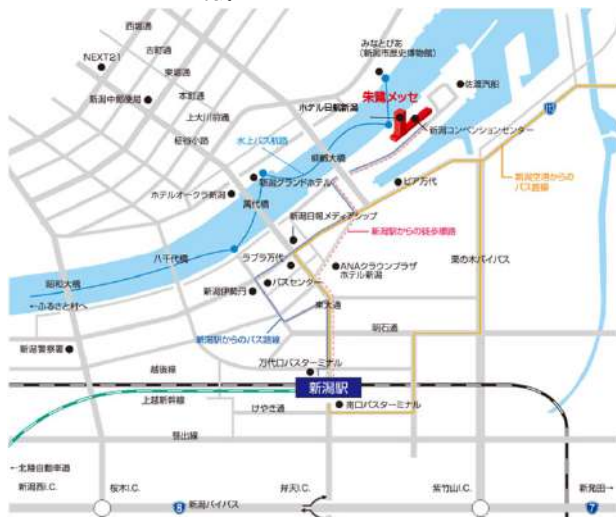 西堀通
古町通
NEXT21
東堀通
新潟中郵便局
本町通
上大川前通
柾谷小路
みなとぴあ
(新潟市歴史博物館)
朱鷺メッセ
佐渡汽船
ホテル日航新潟
新潟コンベンションセンター
水上バス航路
柳都大橋
113
新潟空港からの
バス路線
新潟グランドホテル
ピア万代
ホテルオークラ新潟
萬代橋
新潟日報メディアシップ
新潟駅からの徒歩順路
八千代橋
ラブラ万代
栗の木バイパス
昭和大橋
バスセンター
ANAクラウンプラザ
ホテル新潟
←ふるさと村へ
新潟伊勢丹
東大通
新潟駅からのバス路線
明石通
新潟警察署
越後線
万代口バスターミナル
新潟駅
上越新幹線
けやき通
南口バスターミナル
笹出線
←北陸自動車道
新潟西I.C.
桜木I.C.
弁天I.C.
紫竹山I.C.
新発田→
8
新潟バイパス
7